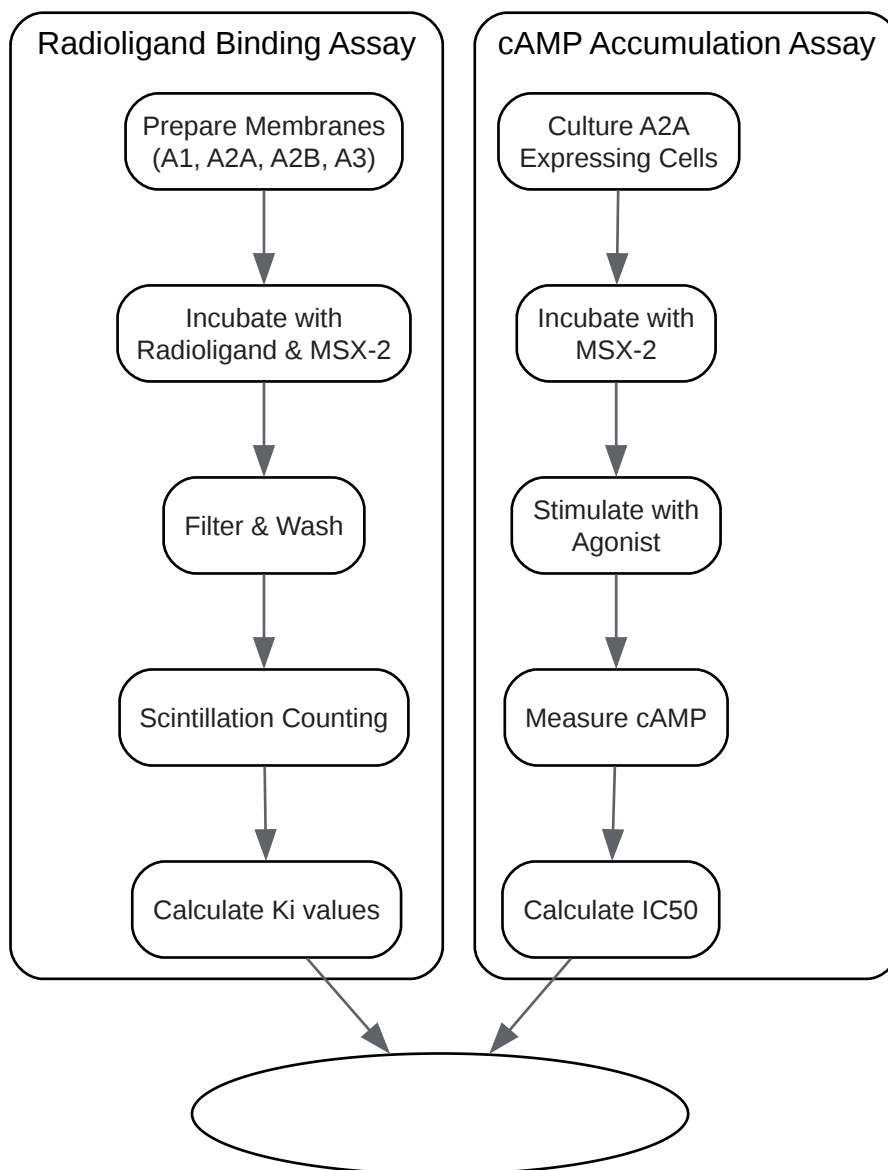 Radioligand Binding Assay
Prepare Membranes
(A1, A2A, A2B, A3)
Incubate with
Radioligand & MSX-2
Filter & Wash
Scintillation Counting
Calculate Ki values
cAMP Accumulation Assay
Culture A2A
Expressing Cells
Incubate with
MSX-2
Stimulate with
Agonist
Measure cAMP
Calculate IC50